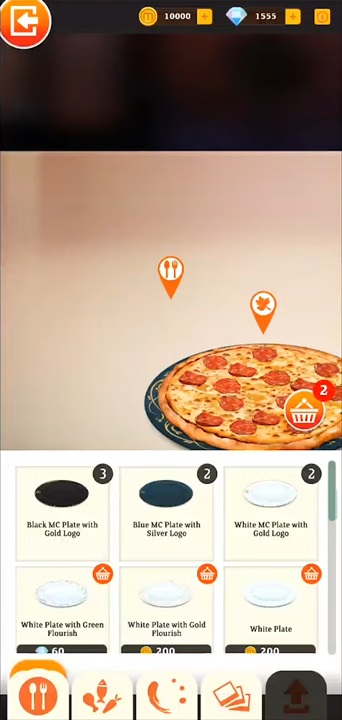 10000
1555
2
3
2
2
Black MC Plate with
Gold Logo
Blue MC Plate with
Silver Logo
White MC Plate with
Gold Logo
White Plate with Green
Flourish
White Plate with Gold
Flourish
White Plate
60
200
200